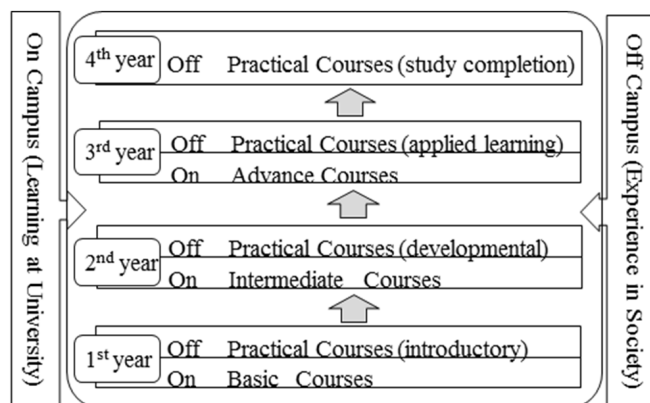 On Campus (Learning
at University)
4th year
Off Practical Courses (study completion)
3rd year
Off Practical Courses (applied learning)
On Advance Courses
2nd year
Off Practical Courses (developmental)
On Intermediate Courses
1st year
Off Practical Courses (introductory)
On Basic Courses
Off Campus (Experience in
Society)